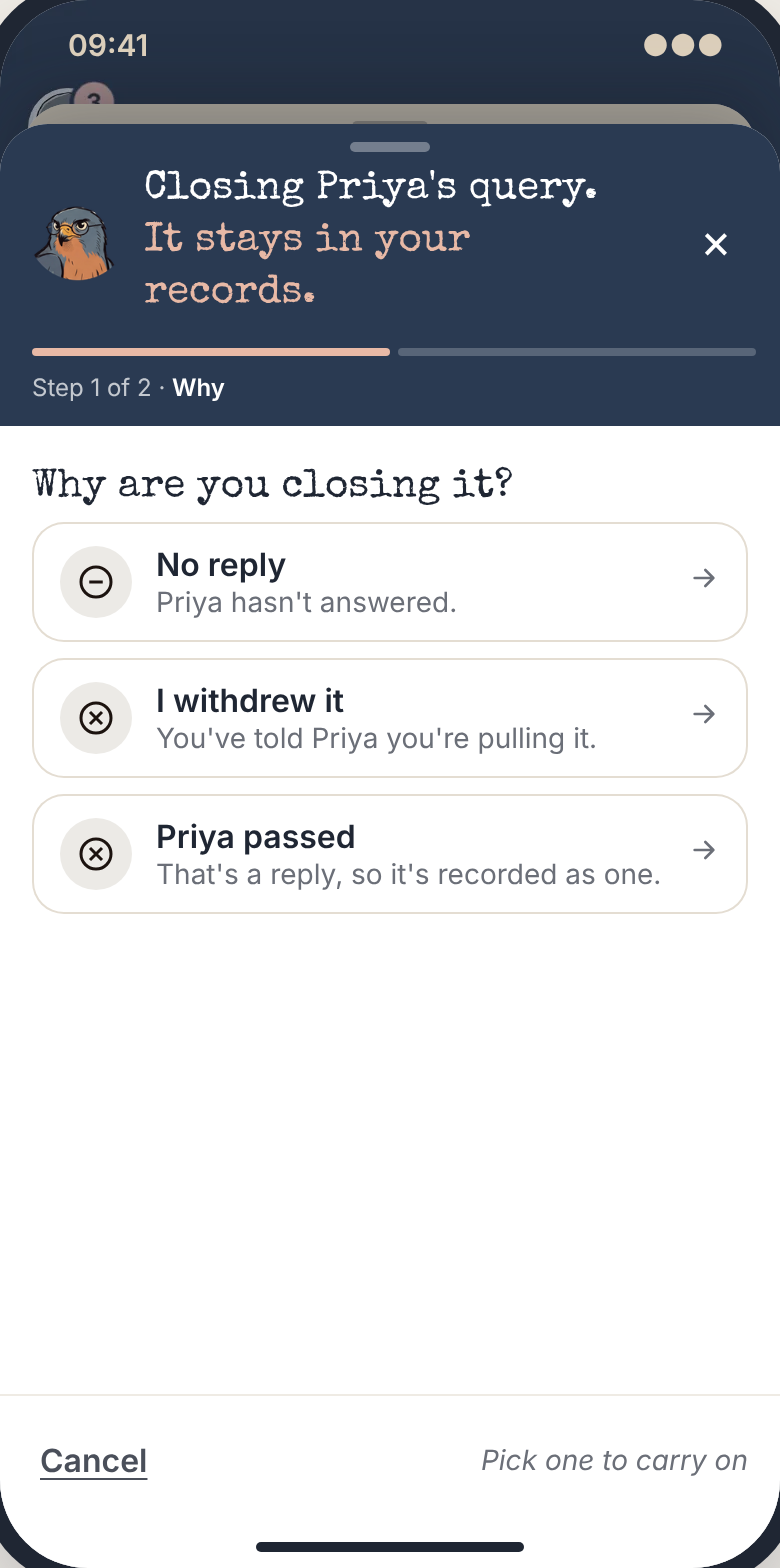 09:41
3
Closing Priya's query.
It stays in your
records.
Step 1 of 2 · Why
Why are you closing it?
No reply
Priya hasn't answered.
I withdrew it
You've told Priya you're pulling it.
Priya passed
That's a reply, so it's recorded as one.
Cancel
Pick one to carry on